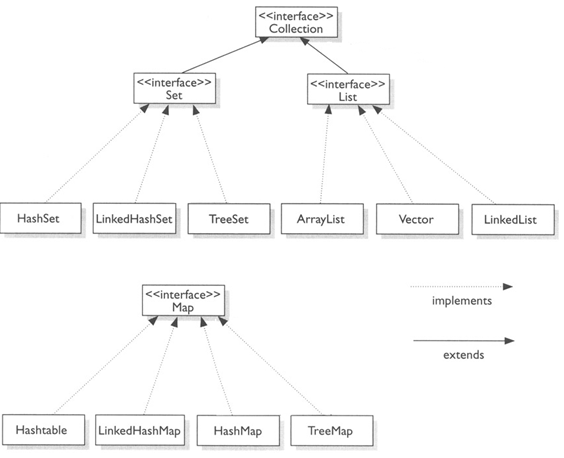 <<interface>>
Collection
<<interface>>
Set
<<interface>>
List
HashSet
LinkedHashSet
TreeSet
ArrayList
Vector
LinkedList
<<interface>>
Map
implements
extends
Hashtable
LinkedHashMap
HashMap
TreeMap